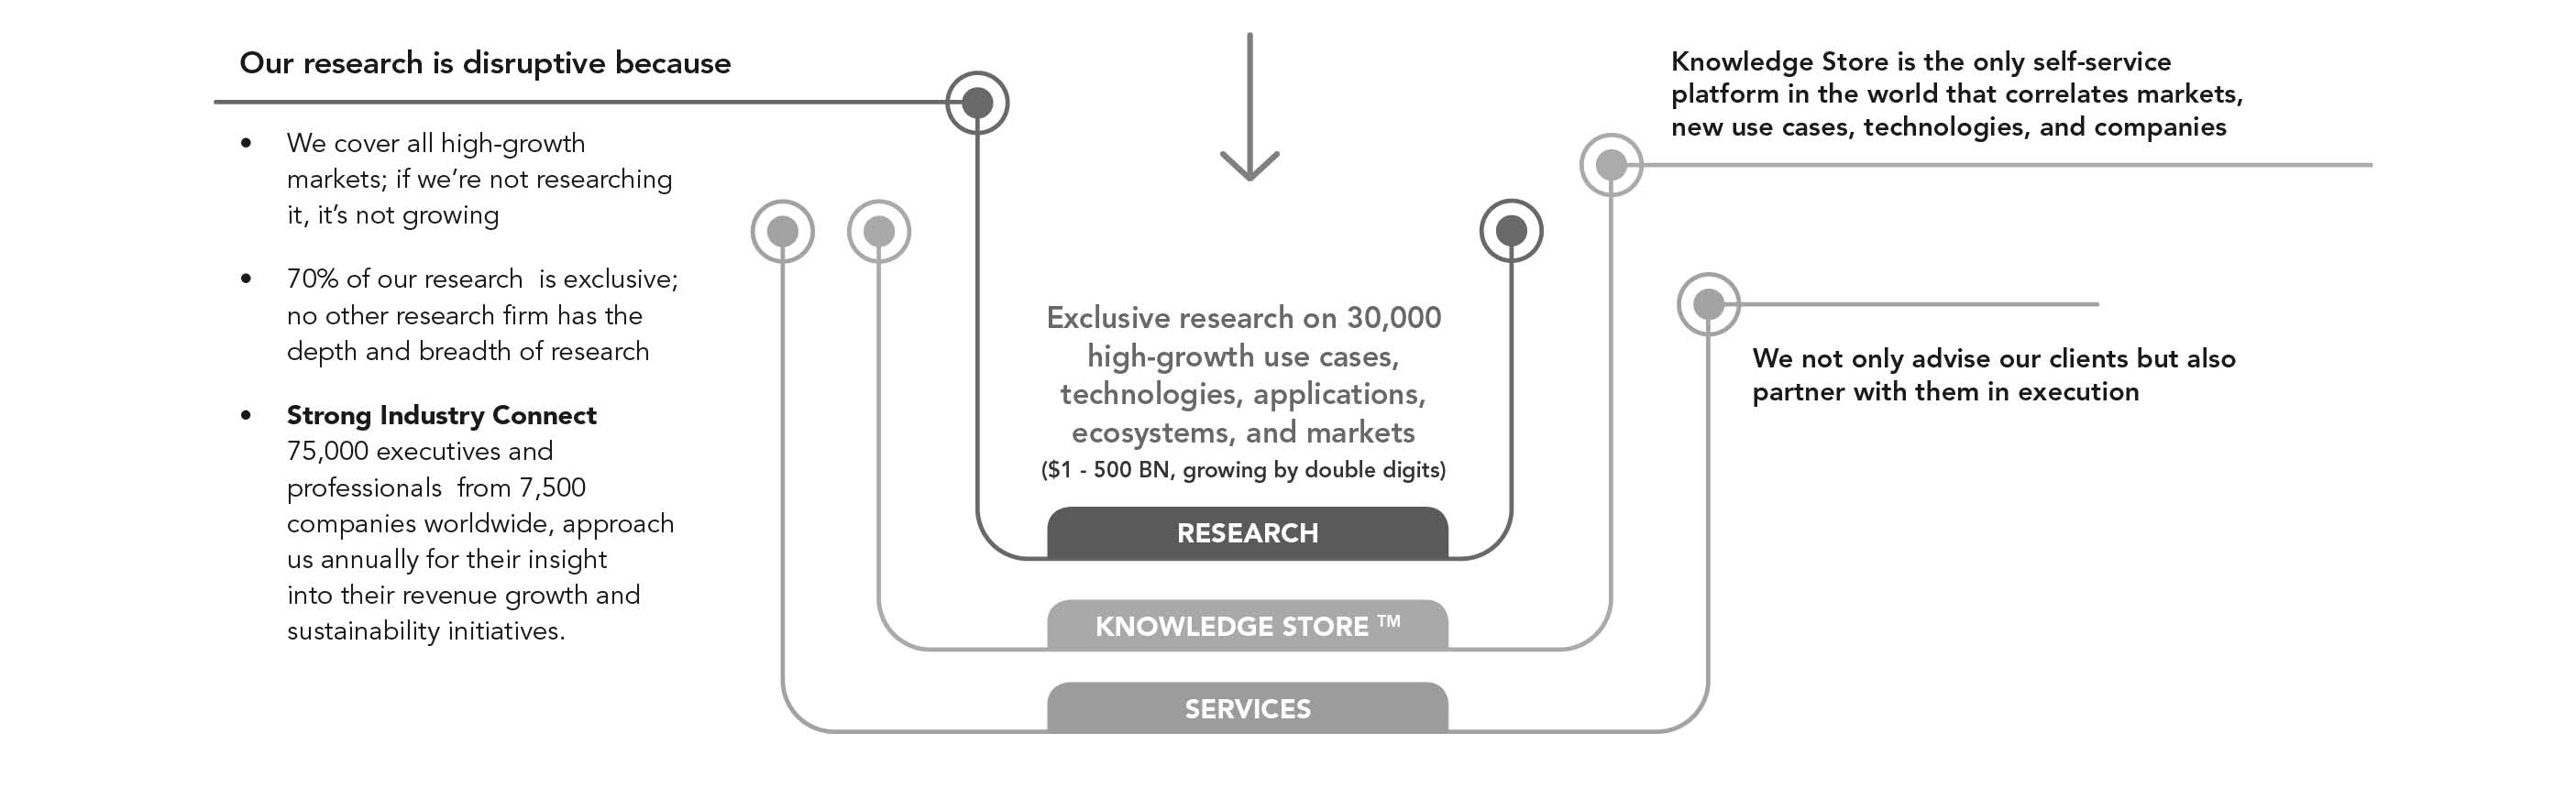 Our research is disruptive because
• We cover all high-growth
markets; if we’re not researching
it, it’s not growing
• 70% of our research  is exclusive;
no other research firm has the
depth and breadth of research
• Strong Industry Connect
75,000 executives and
professionals  from 7,500
companies worldwide, approach
us annually for their insight
into their revenue growth and
sustainability initiatives.
Exclusive research on 30,000
high-growth use cases,
technologies, applications,
ecosystems, and markets
($1 - 500 BN, growing by double digits)
RESEARCH
KNOWLEDGE STORE ™
SERVICES
Knowledge Store is the only self-service
platform in the world that correlates markets,
new use cases, technologies, and companies
We not only advise our clients but also
partner with them in execution